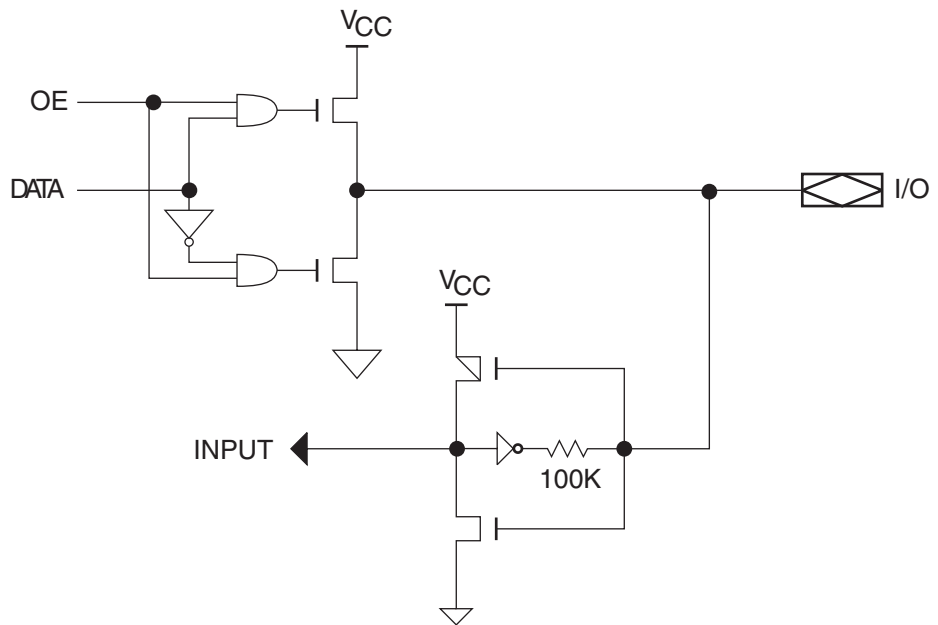 VCC
OE
DATA
I/O
VCC
INPUT
100K